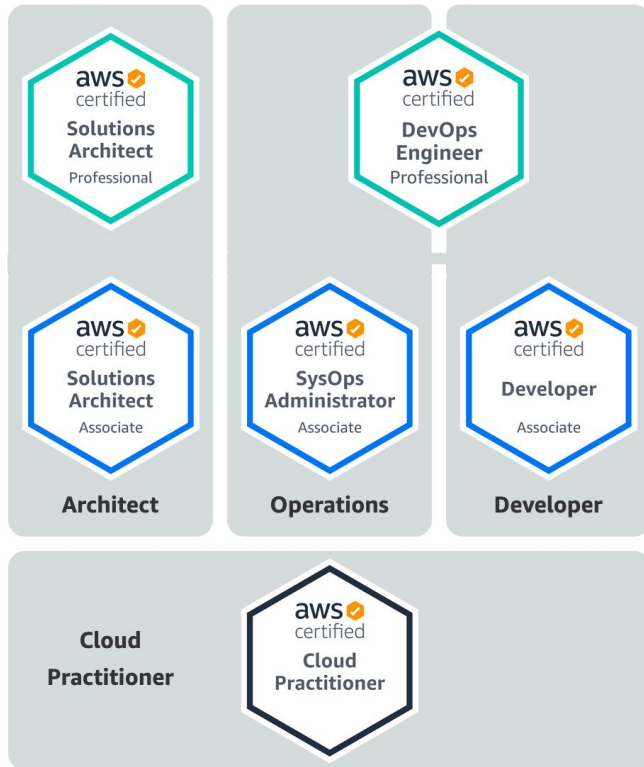 aws
certified
Solutions
Architect
Professional
aws
certified
DevOps
Engineer
Professional
aws
certified
Solutions
Architect
Associate
aws
certified
SysOps
Administrator
Associate
aws
certified
Developer
Associate
Architect
Operations
Developer
Cloud
Practitioner
aws
certified
Cloud
Practitioner